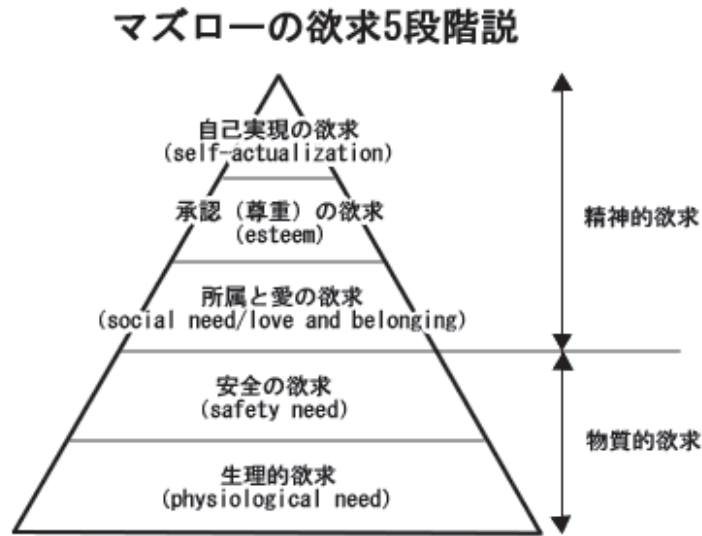 マズローの欲求5段階説
自己実現の欲求
(self-actualization)
承認（尊重）の欲求
(esteem)
所属と愛の欲求
(social need/love and belonging)
精神的欲求
安全の欲求
(safety need)
生理的欲求
(physiological need)
物質的欲求